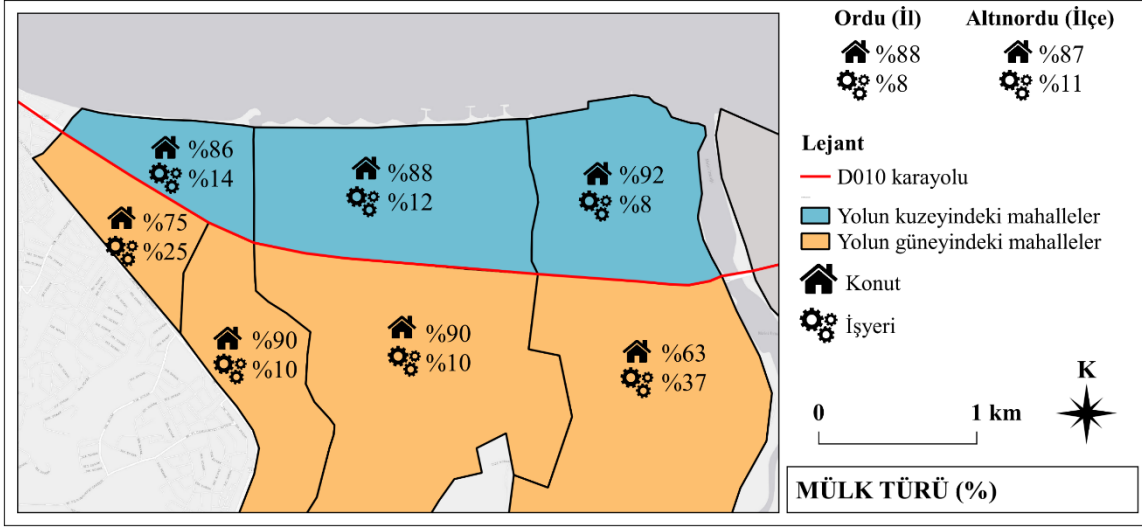 Ordu (İl)
%88
%8
Altınordu (İlçe)
%87
%11
%86
%14
%88
%12
%92
%8
%75
%25
%90
%10
%90
%10
%63
%37
Lejant
D010 karayolu
Yolun kuzeyindeki mahalleler
Yolun güneyindeki mahalleler
Konut
İşyeri
K
0 1 km
MÜLK TÜRÜ (%)